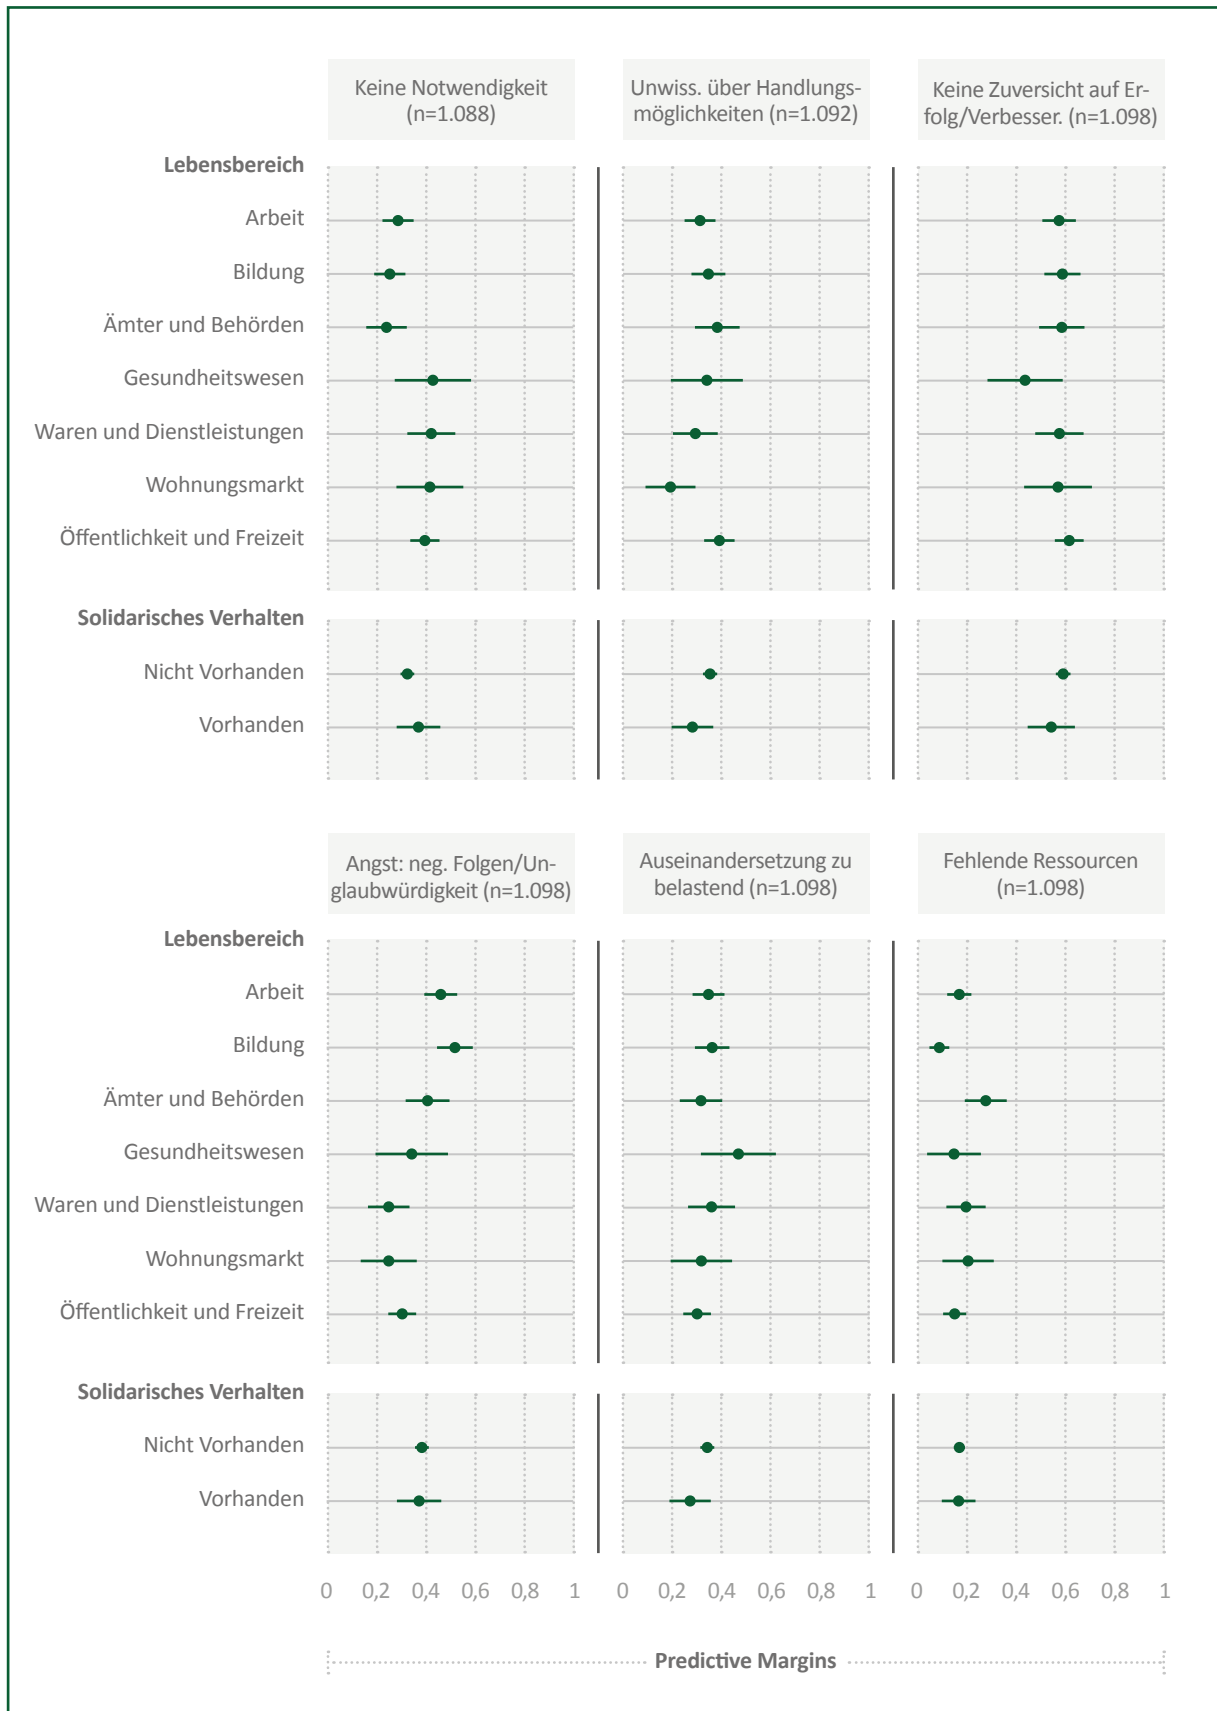 Keine Notwendigkeit
(n=1.088)
Unwiss. über Handlungs-
möglichkeiten (n=1.092)
Keine Zuversicht auf Er-
folg/Verbesser. (n=1.098)
Lebensbereich
Arbeit
Bildung
Ämter und Behörden
Gesundheitswesen
Waren und Dienstleistungen
Wohnungsmarkt
Öffentlichkeit und Freizeit
Solidarisches Verhalten
Nicht Vorhanden
Vorhanden
Angst: neg. Folgen/Un-
glaubwürdigkeit (n=1.098)
Auseinandersetzung zu
belastend (n=1.098)
Fehlende Ressourcen
(n=1.098)
Lebensbereich
Arbeit
Bildung
Ämter und Behörden
Gesundheitswesen
Waren und Dienstleistungen
Wohnungsmarkt
Öffentlichkeit und Freizeit
Solidarisches Verhalten
Nicht Vorhanden
Vorhanden
0 0,2 0,4 0,6 0,8 1 0 0,2 0,4 0,6 0,8 1 0 0,2 0,4 0,6 0,8 1
Predictive Margins